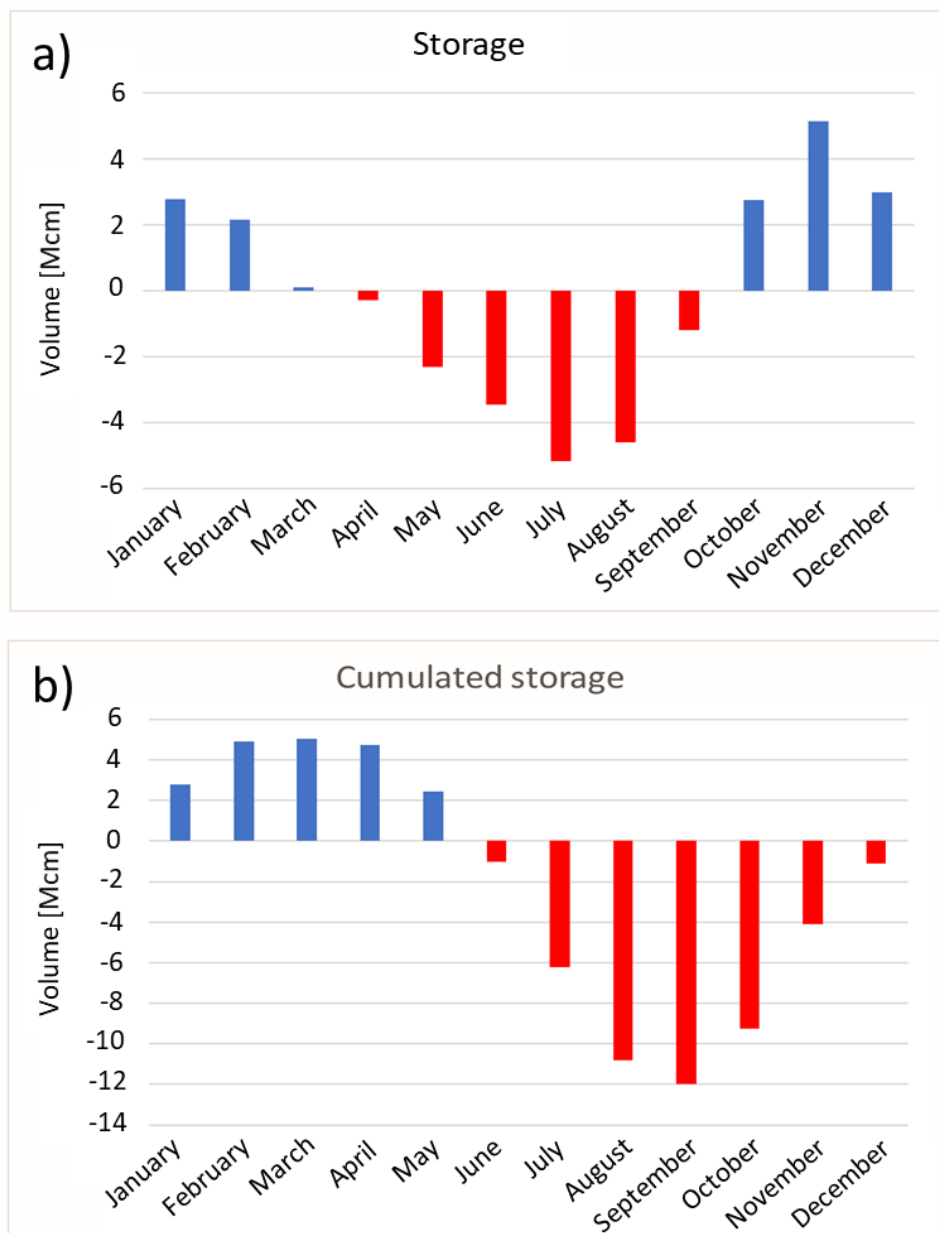 a)
Storage
Volume [Mcm]
6
4
2
0
-2
-4
-6
January
February
March
April
May
June
July
August
September
October
November
December
b)
Cumulated storage
Volume [Mcm]
6
4
2
0
-2
-4
-6
-8
-10
-12
-14
January
February
March
April
May
June
July
August
September
October
November
December